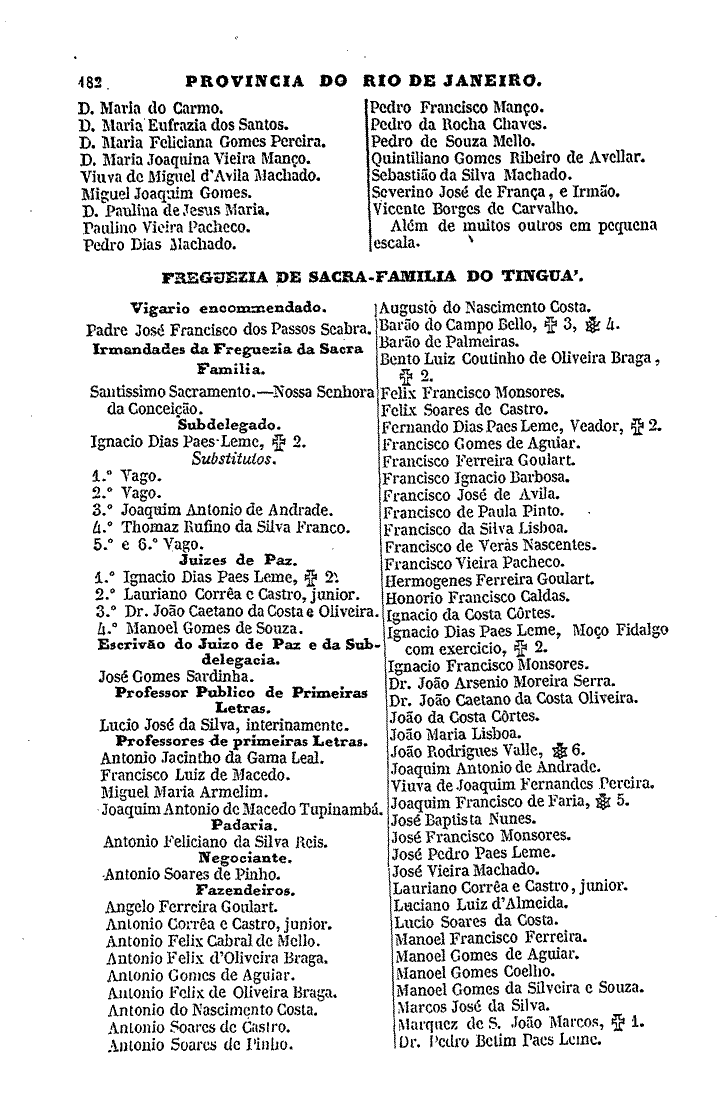 182 PROVINCIA DO RIO DE JANEIRO.
D. Maria do Carmo.
D. Maria Eufrazia dos Santos.
D. Maria Feliciana Gomes Pereira.
D. Maria Joaquina Vieira Manço.
Viuva de Miguel d'Avila Machado.
Miguel Joaquim Gomes.
D. Paulina de Jesus Maria.
Paulino Vieira Pacheco.
Pedro Dias Machado.
Pedro Francisco Manço.
Pedro da Rocha Chaves.
Pedro de Souza Mello.
Quintiliano Gomes Ribeiro de Avellar.
Sebastião da Silva Machado.
Severino José de França, e Irmão.
Vicente Borges de Carvalho.
Além de muitos outros em pequena
escala.
FREGUEZIA DE SACRA-FAMILIA DO TINGUA'.
Vigario encommendado.
Padre José Francisco dos Passos Seabra.
Irmandades da Freguezia da Sacra
Familia.
Santissimo Sacramento.—Nossa Senhora
da Conceição.
Subdelegado.
Ignacio Dias Paes-Leme, ✠ 2.
Substitutos.
1.º Vago.
2.º Vago.
3.º Joaquim Antonio de Andrade.
4.º Thomaz Rufino da Silva Franco.
5.º e 6.º Vago.
Juizes de Paz.
1.º Ignacio Dias Paes Leme, ✠ 2.
2.º Lauriano Corrêa e Castro, junior.
3.º Dr. João Caetano da Costa e Oliveira.
4.º Manoel Gomes de Souza.
Escrivão do Juizo de Paz e da Sub-
delegacia.
José Gomes Sardinha.
Professor Publico de Primeiras
Letras.
Lucio José da Silva, interinamente.
Professores de primeiras Letras.
Antonio Jacintho da Gama Leal.
Francisco Luiz de Macedo.
Miguel Maria Armelim.
Joaquim Antonio de Macedo Tupinambá.
Padaria.
Antonio Feliciano da Silva Reis.
Negociante.
Antonio Soares de Pinho.
Fazendeiros.
Angelo Ferreira Goulart.
Antonio Corrêa e Castro, junior.
Antonio Felix Cabral de Mello.
Antonio Felix d'Oliveira Braga.
Antonio Gomes de Aguiar.
Antonio Felix de Oliveira Braga.
Antonio do Nascimento Costa.
Antonio Soares de Castro.
Antonio Soares de Pinho.
Augusto do Nascimento Costa.
Barão do Campo Bello, ✠ 3, ❀ 4.
Barão de Palmeiras.
Bento Luiz Coutinho de Oliveira Braga,
✠ 2.
Felix Francisco Monsores.
Felix Soares de Castro.
Fernando Dias Paes Leme, Veador, ✠ 2.
Francisco Gomes de Aguiar.
Francisco Ferreira Goulart.
Francisco Ignacio Barbosa.
Francisco José de Avila.
Francisco de Paula Pinto.
Francisco da Silva Lisboa.
Francisco de Veras Nascentes.
Francisco Vieira Pacheco.
Hermogenes Ferreira Goulart.
Honorio Francisco Caldas.
Ignacio da Costa Côrtes.
Ignacio Dias Paes Leme, Moço Fidalgo
com exercicio, ✠ 2.
Ignacio Francisco Monsores.
Dr. João Arsenio Moreira Serra.
Dr. João Caetano da Costa Oliveira.
João da Costa Côrtes.
João Maria Lisboa.
João Rodrigues Valle, ❀ 6.
Joaquim Antonio de Andrade.
Viuva de Joaquim Fernandes Pereira.
Joaquim Francisco de Faria, ❀ 5.
José Baptista Nunes.
José Francisco Monsores.
José Pedro Paes Leme.
José Vieira Machado.
Lauriano Corrêa e Castro, junior.
Luciano Luiz d'Almeida.
Lucio Soares da Costa.
Manoel Francisco Ferreira.
Manoel Gomes de Aguiar.
Manoel Gomes Coelho.
Manoel Gomes da Silveira e Souza.
Marcos José da Silva.
Marquez de S. João Marcos, ✠ 1.
Dr. Pedro Betim Paes Leme.